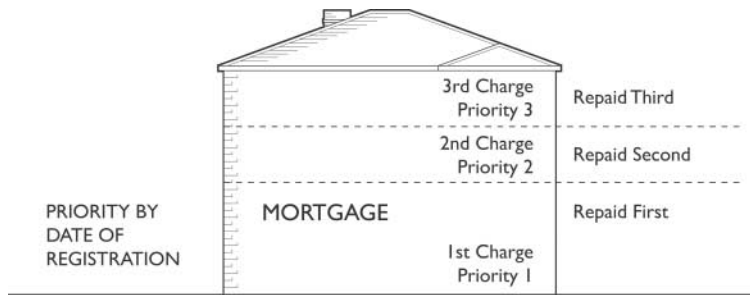 3rd Charge
Priority 3
Repaid Third
2nd Charge
Priority 2
Repaid Second
PRIORITY BY
DATE OF
REGISTRATION
MORTGAGE
Repaid First
1st Charge
Priority 1